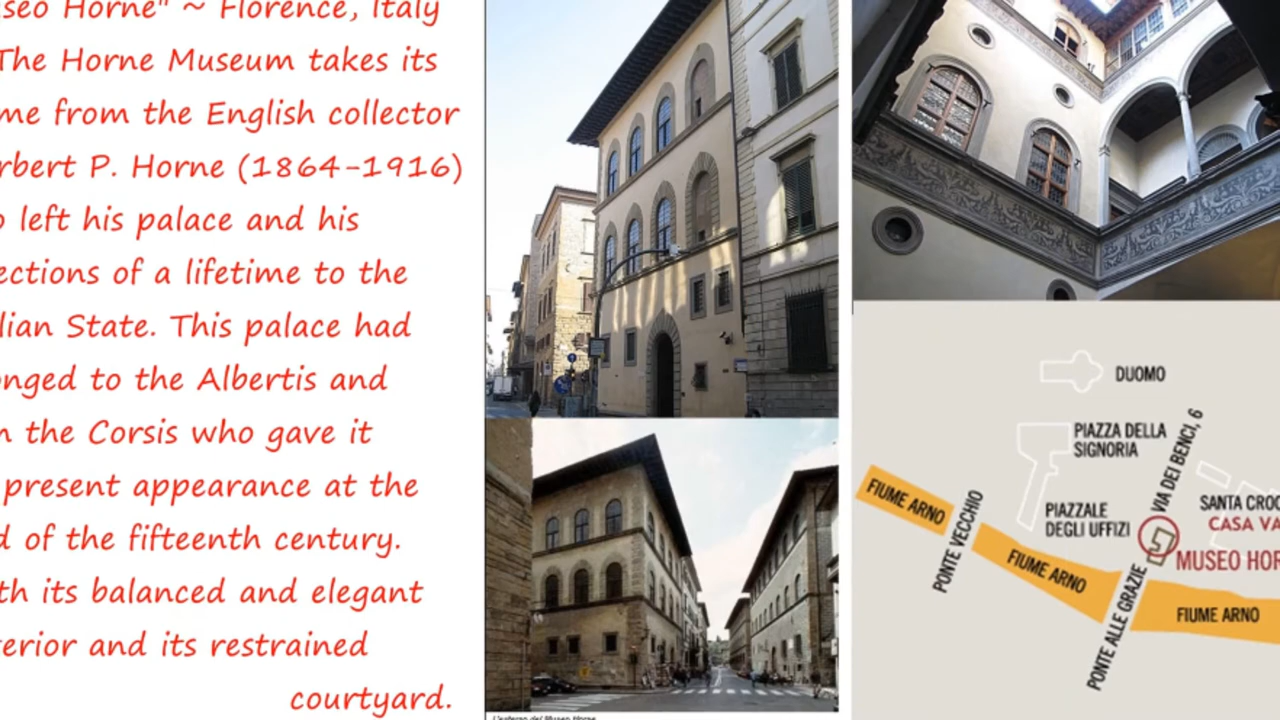 seo Horne" ~ Florence, Italy
The Horne Museum takes its
me from the English collector
rbert P. Horne (1864-1916)
o left his palace and his
ections of a lifetime to the
lian State. This palace had
onged to the Albertis and
n the Corsis who gave it
present appearance at the
d of the fifteenth century.
th its balanced and elegant
terior and its restrained
courtyard.
L'esterno del Museo Horne
DUOMO
PIAZZA DELLA
SIGNORIA
VIA DEI BENCI, 6
FIUME ARNO
PONTE VECCHIO
PIAZZALE
DEGLI UFFIZI
SANTA CROC
CASA VA
MUSEO HOR
FIUME ARNO
PONTE ALLE GRAZIE
FIUME ARNO